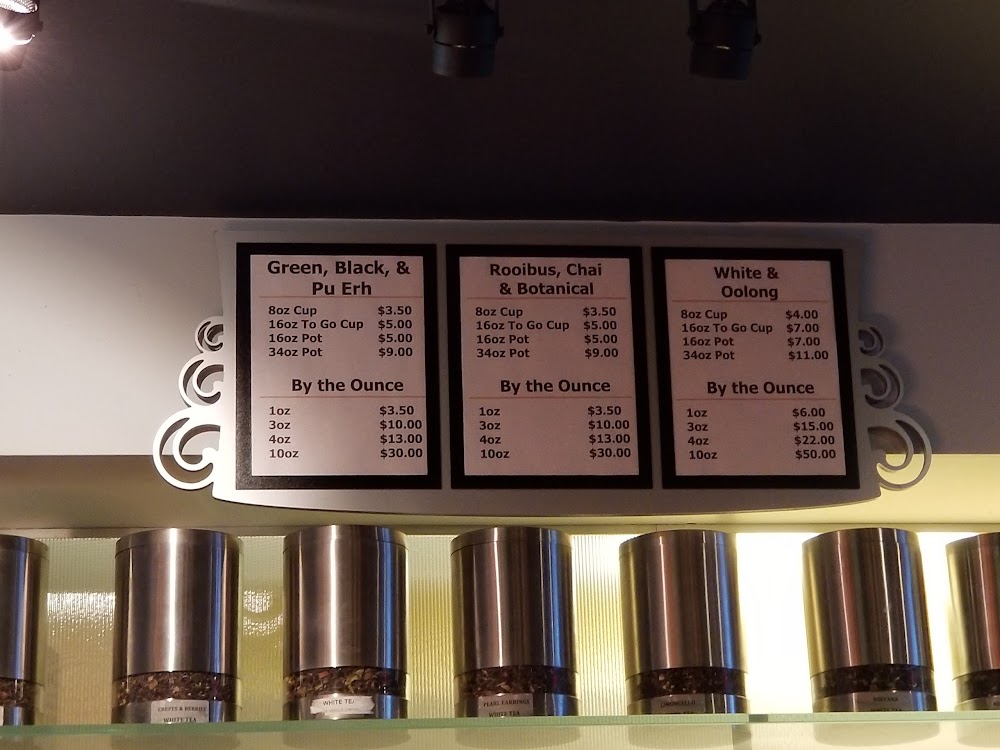 Green, Black, &
Pu Erh
8oz Cup $3.50
16oz To Go Cup $5.00
16oz Pot $5.00
34oz Pot $9.00
By the Ounce
1oz $3.50
3oz $10.00
4oz $13.00
10oz $30.00
Rooibus, Chai
& Botanical
8oz Cup $3.50
16oz To Go Cup $5.00
16oz Pot $5.00
34oz Pot $9.00
By the Ounce
1oz $3.50
3oz $10.00
4oz $13.00
10oz $30.00
White &
Oolong
8oz Cup $4.00
16oz To Go Cup $7.00
16oz Pot $7.00
34oz Pot $11.00
By the Ounce
1oz $6.00
3oz $15.00
4oz $22.00
10oz $50.00
CREPES & BERRIES
WHITE TEA
WHITE TEA
PEARL EARRINGS
WHITE TEA
LIMONCELLO